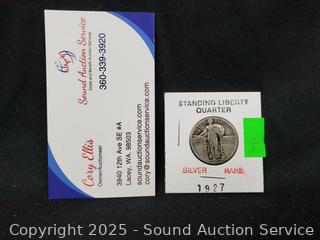 Sound Auction Service
Estate and Benefit Auction Services
360-339-3920
Cory Ellis
Owner/Auctioneer
3940 12th Ave SE #A
Lacey, WA. 98503
soundauctionservice.com
cory@soundauctionservice.com
STANDING LIBERTY
QUARTER
SILVER RARE
1927
Copyright 2025 - Sound Auction Service